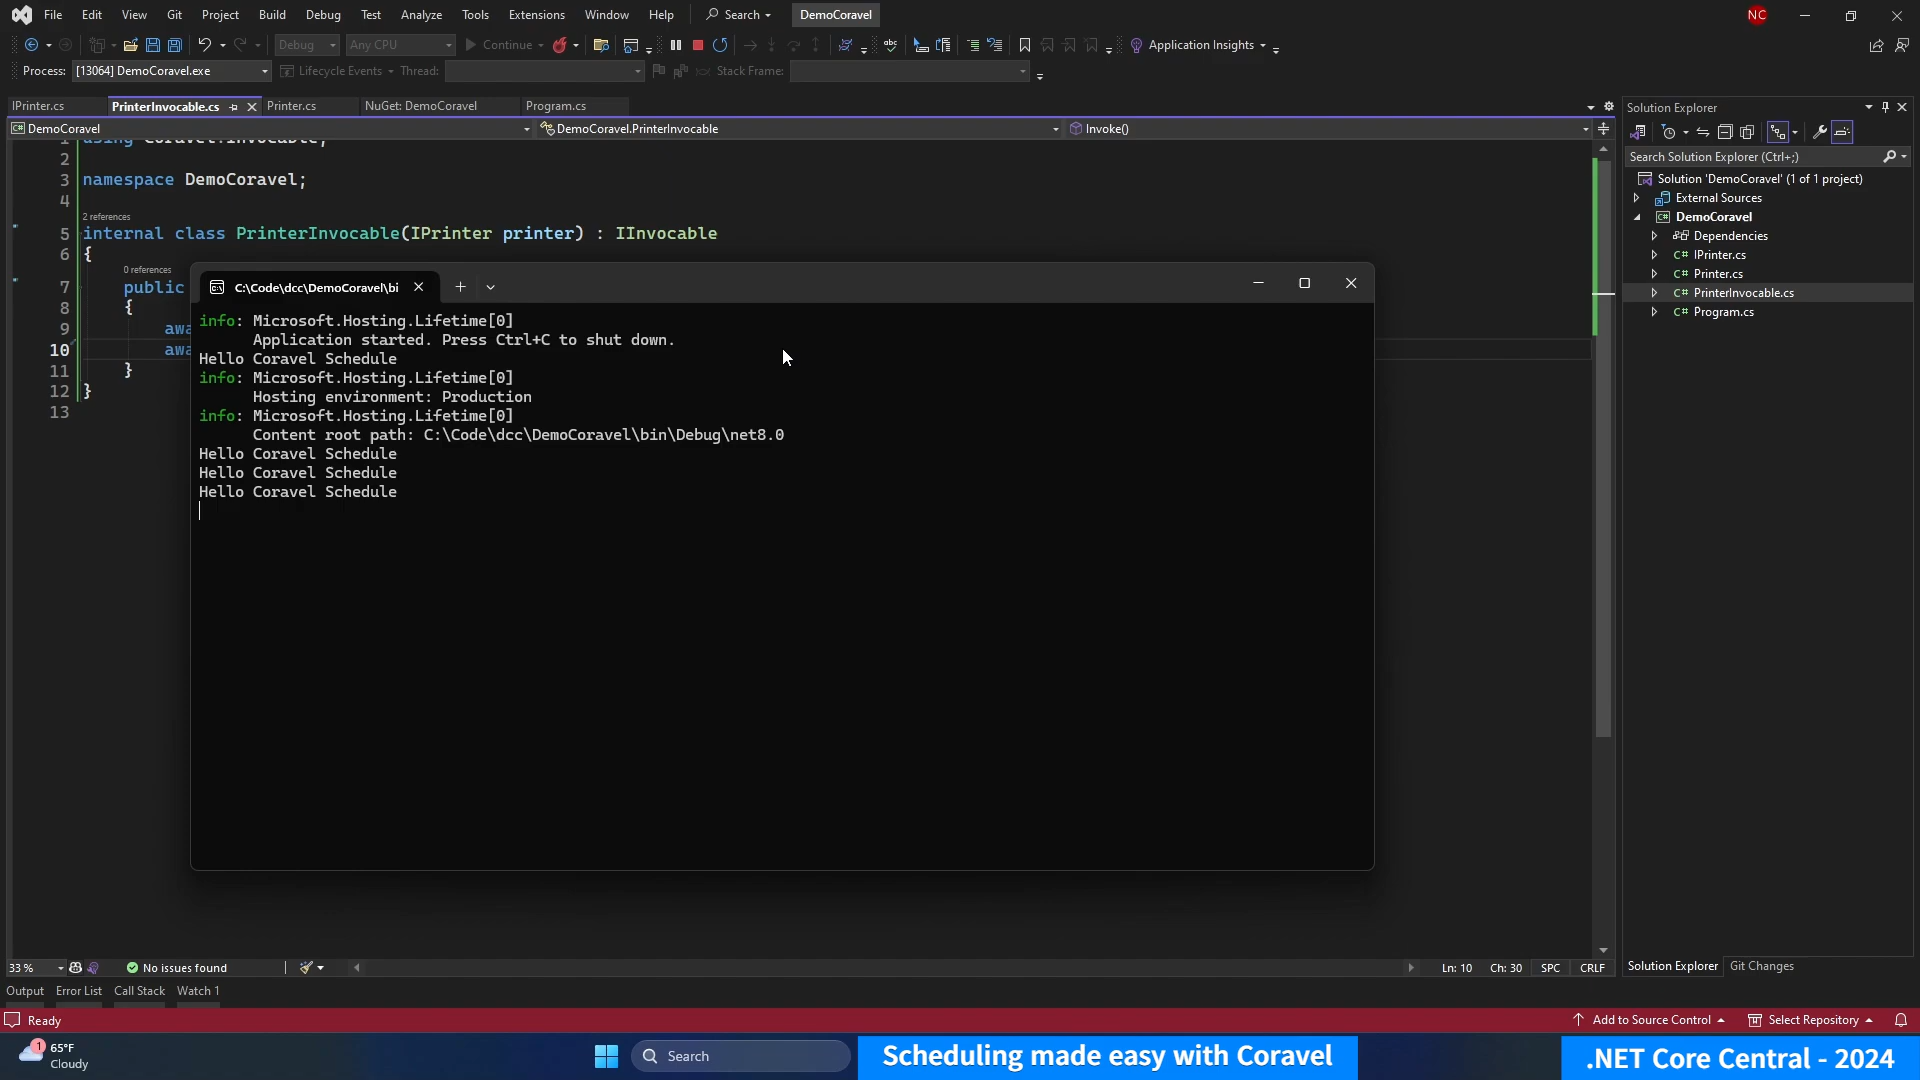 File Edit View Git Project Build Debug Test Analyze Tools Extensions Window Help Search DemoCoravel NC
Debug Any CPU Continue Application Insights
Process: [13064] DemoCoravel.exe Lifecycle Events Thread: Stack Frame:
IPrinter.cs PrinterInvocable.cs Printer.cs NuGet: DemoCoravel Program.cs
DemoCoravel DemoCoravel.PrinterInvocable Invoke()
1 using Coravel.Invocable;
2
3 namespace DemoCoravel;
4
2 references
5 internal class PrinterInvocable(IPrinter printer) : IInvocable
6 {
0 references
7 public
8 {
9 awa
10 awa
11 }
12 }
13
C:\Code\dcc\DemoCoravel\bi
info: Microsoft.Hosting.Lifetime[0]
Application started. Press Ctrl+C to shut down.
Hello Coravel Schedule
info: Microsoft.Hosting.Lifetime[0]
Hosting environment: Production
info: Microsoft.Hosting.Lifetime[0]
Content root path: C:\Code\dcc\DemoCoravel\bin\Debug\net8.0
Hello Coravel Schedule
Hello Coravel Schedule
Hello Coravel Schedule
Solution Explorer
Search Solution Explorer (Ctrl+;)
Solution 'DemoCoravel' (1 of 1 project)
External Sources
C# DemoCoravel
Dependencies
C# IPrinter.cs
C# Printer.cs
C# PrinterInvocable.cs
C# Program.cs
33 % No issues found Ln: 10 Ch: 30 SPC CRLF
Solution Explorer Git Changes
Output Error List Call Stack Watch 1
Ready Add to Source Control Select Repository
1 65°F
Cloudy
Search
Scheduling made easy with Coravel
.NET Core Central - 2024